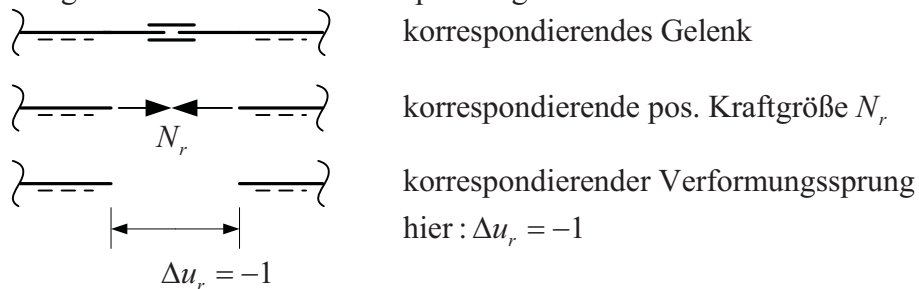 korrespondierendes Gelenk
korrespondierende pos. Kraftgröße N_r
N_r
korrespondierender Verformungssprung
hier : Δu_r = −1
Δu_r = −1